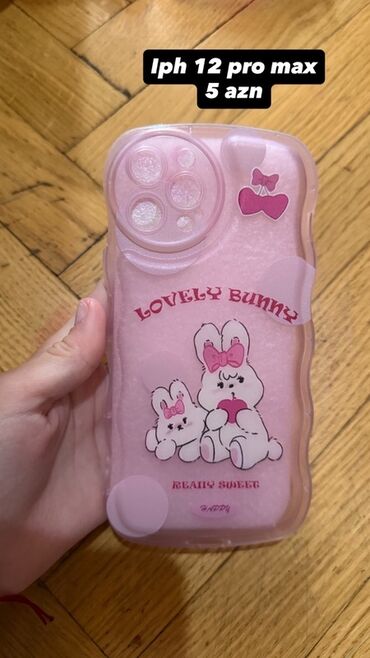 Iph 12 pro max
5 azn
LOVELY BUNNY
REALLY SWEET
HAPPY